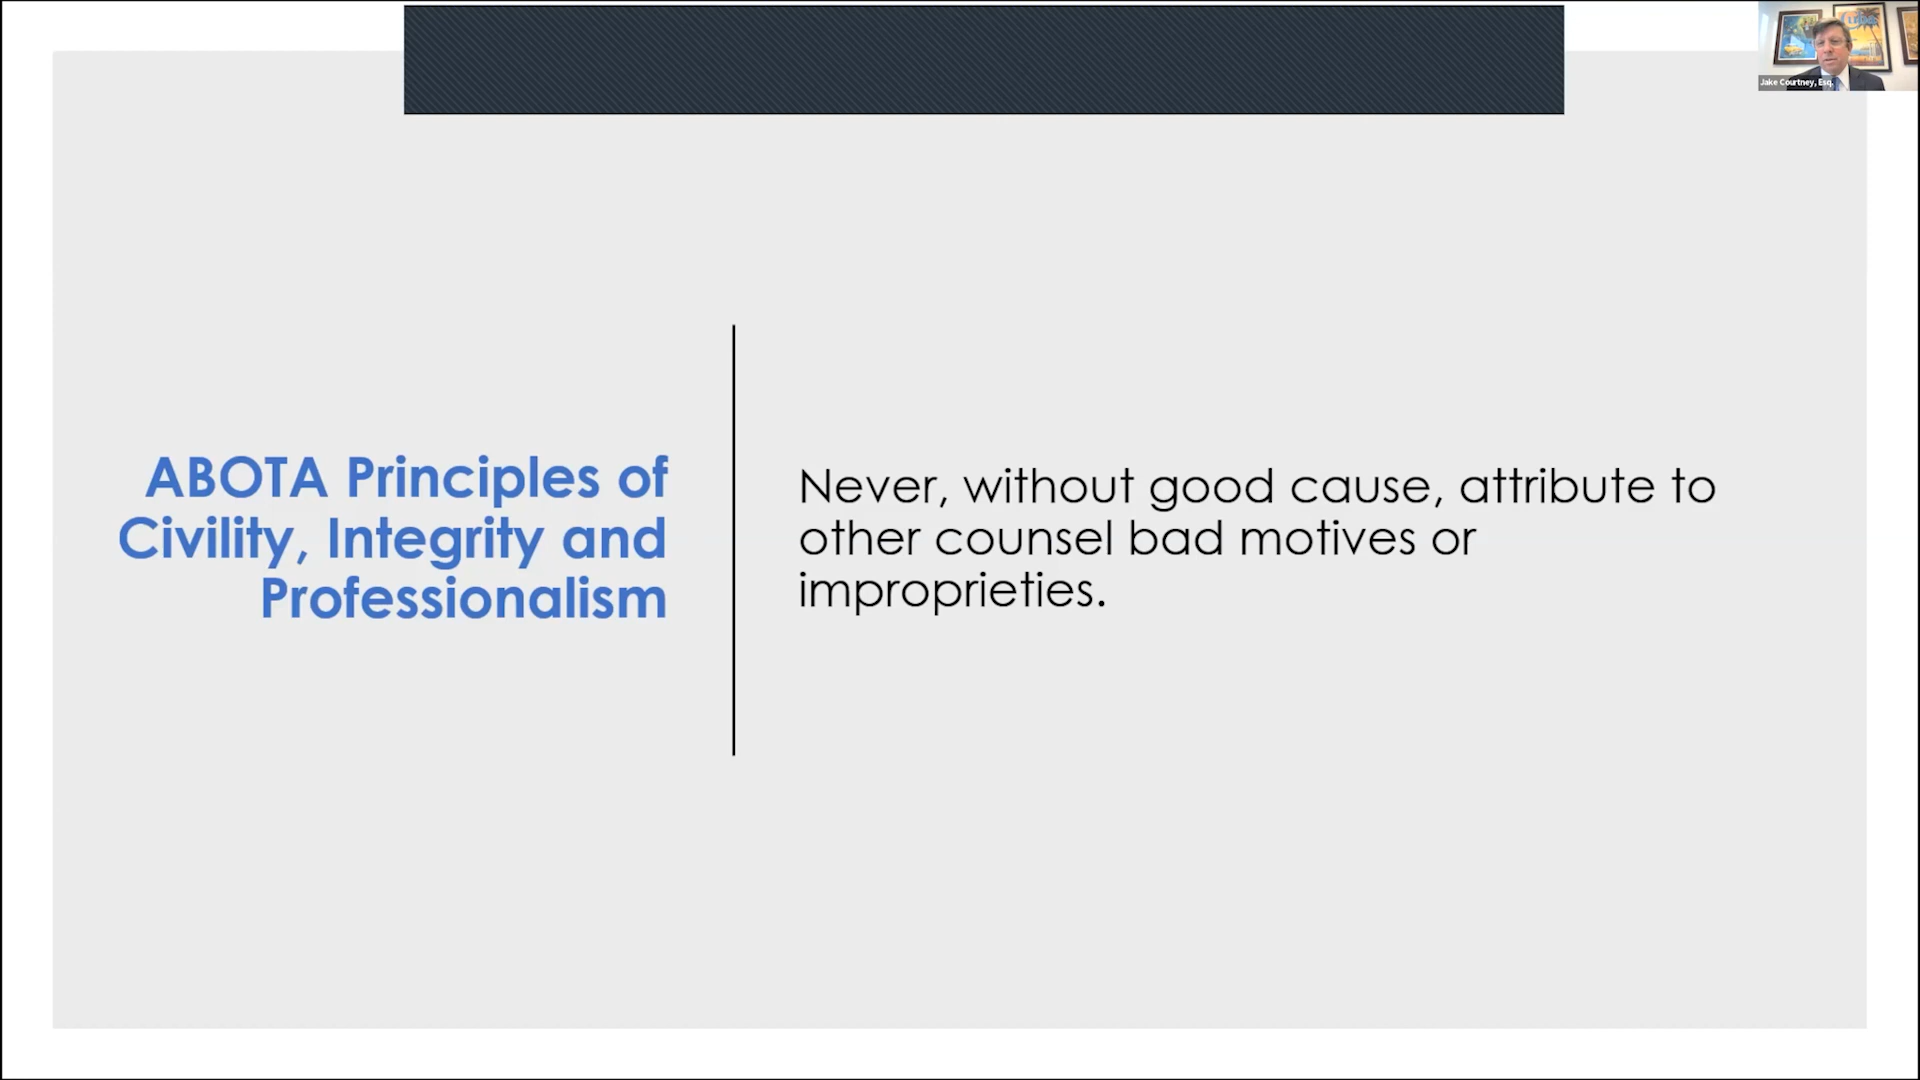 Jake Courtney, Esq.
ABOTA Principles of
Civility, Integrity and
Professionalism
Never, without good cause, attribute to
other counsel bad motives or
improprieties.